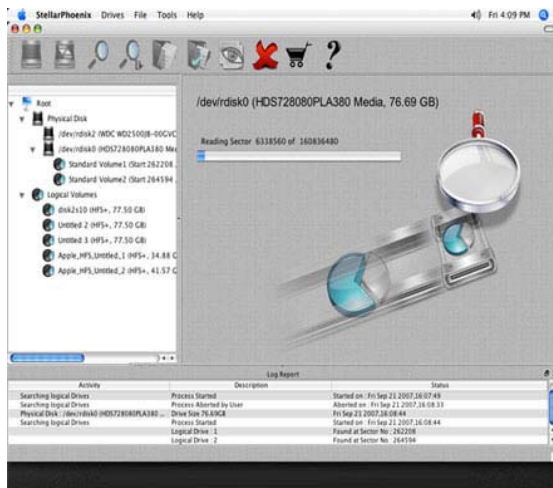 StellarPhoenix Drives File Tools Help
Fri 4:09 PM
Root
Physical Disk
/dev/rdisk2 (WDC WD2500JB-00GVC
/dev/rdisk0 (HDS728080PLA380 Med
Standard Volume1 (Start 262208
Standard Volume2 (Start 264594
Logical Volumes
disk2s10 (HFS+, 77.50 GB)
Untitled 2 (HFS+, 77.50 GB)
Untitled 3 (HFS+, 77.50 GB)
Apple_HFS_Untitled_1 (HFS+, 34.88 G
Apple_HFS_Untitled_2 (HFS+, 41.57 G
/dev/rdisk0 (HDS728080PLA380 Media, 76.69 GB)
Reading Sector 6338560 of 160836480
Log Report
Activity Description Status
Searching logical Drives Process Started Started on : Fri Sep 21 2007,16:07:49
Searching logical Drives Process Aborted by User Aborted on : Fri Sep 21 2007,16:08:33
Physical Disk : /dev/rdisk0 (HDS728080PLA380 ... Drive Size 76.69GB Fri Sep 21 2007,16:08:44
Searching logical Drives Process Started Started on : Fri Sep 21 2007,16:08:44
Logical Drive : 1 Found at Sector No : 262208
Logical Drive : 2 Found at Sector No : 264594